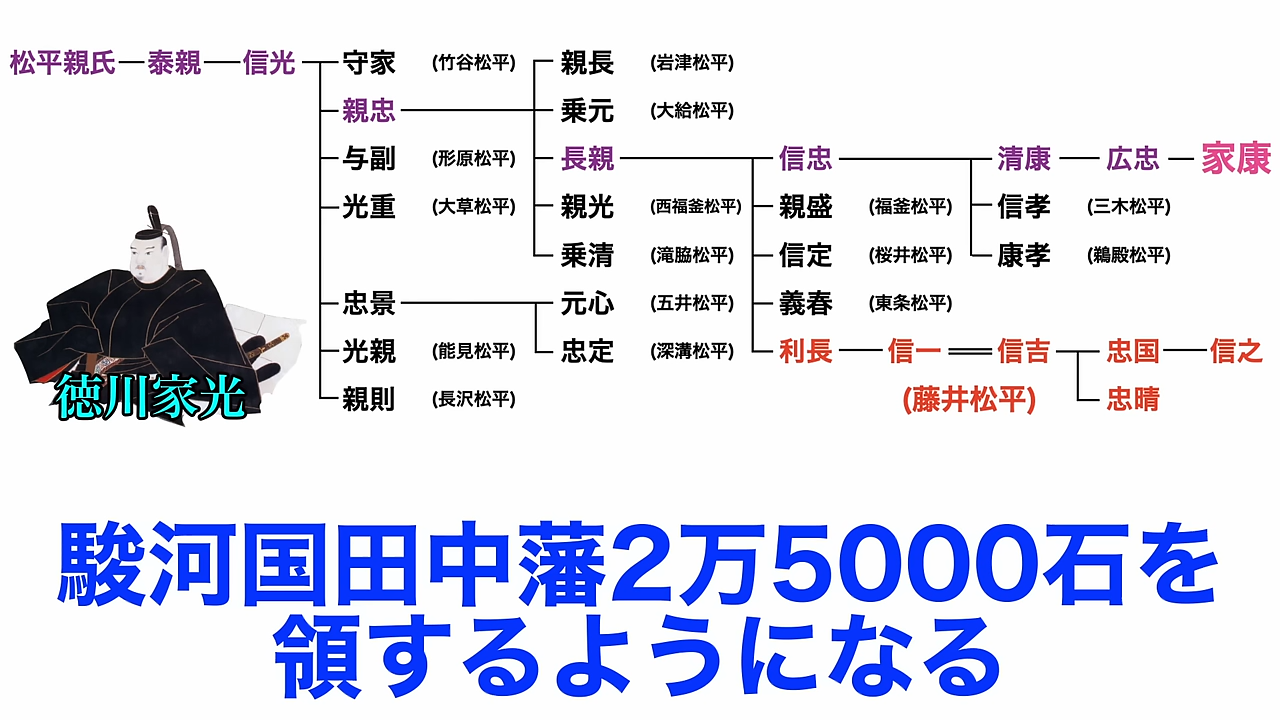 松平親氏 泰親 信光 守家 (竹谷松平) 親長 (岩津松平)
親忠 乗元 (大給松平)
与副 (形原松平) 長親 信忠 清康 広忠 家康
光重 (大草松平) 親光 (西福釜松平) 親盛 (福釜松平) 信孝 (三木松平)
乗清 (滝脇松平) 信定 (桜井松平) 康孝 (鵜殿松平)
忠景 元心 (五井松平) 義春 (東条松平)
光親 (能見松平) 忠定 (深溝松平) 利長 信一 信吉 忠国 信之
親則 (長沢松平) (藤井松平) 忠晴
徳川家光
駿河国田中藩2万5000石を
領するようになる